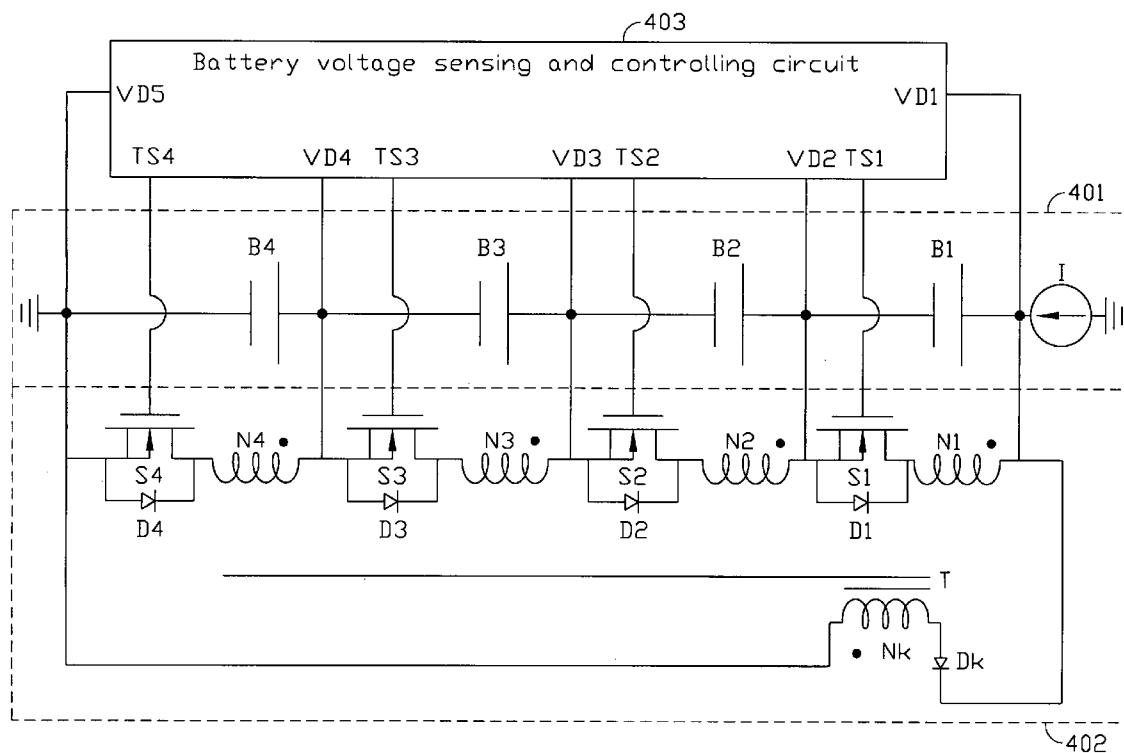 403
Battery voltage sensing and controlling circuit
VD5
VD1
TS4
VD4
TS3
VD3
TS2
VD2
TS1
401
B4
B3
B2
B1
I
N4
N3
N2
N1
S4
S3
S2
S1
D4
D3
D2
D1
T
Nk
Dk
402